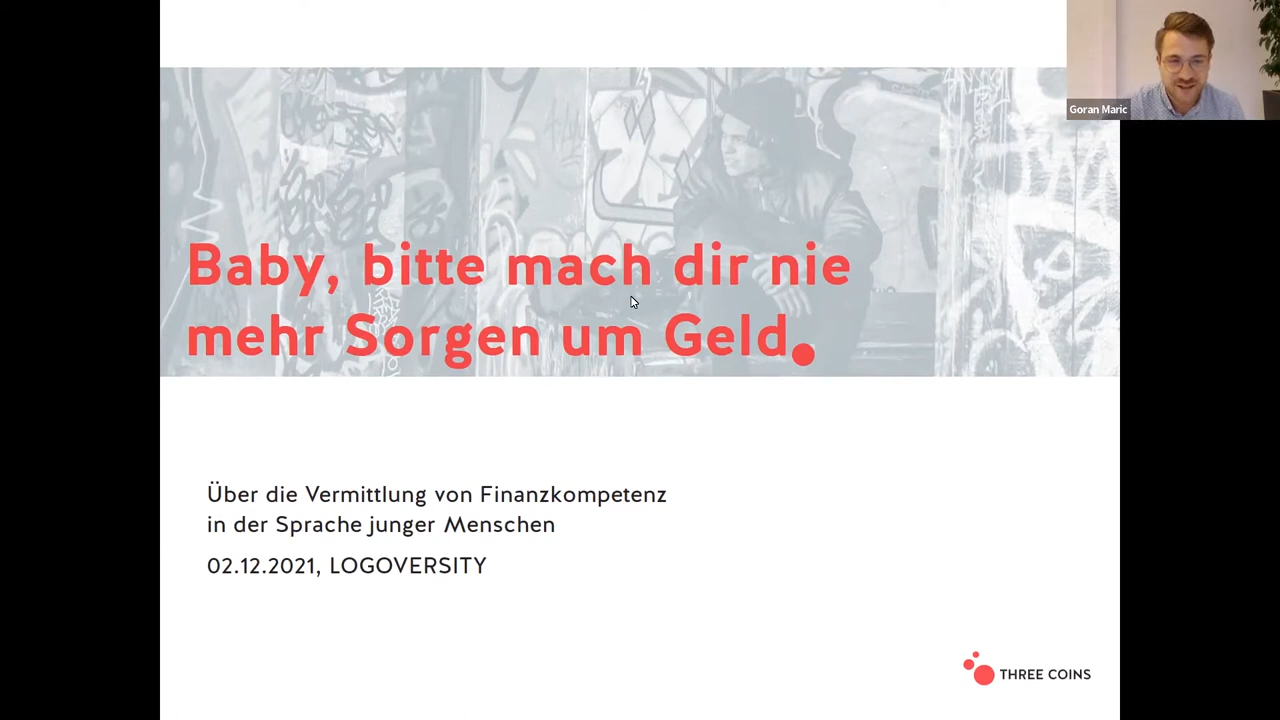 Goran Maric
Baby, bitte mach dir nie
mehr Sorgen um Geld.
Über die Vermittlung von Finanzkompetenz
in der Sprache junger Menschen
02.12.2021, LOGOVERSITY
THREE COINS